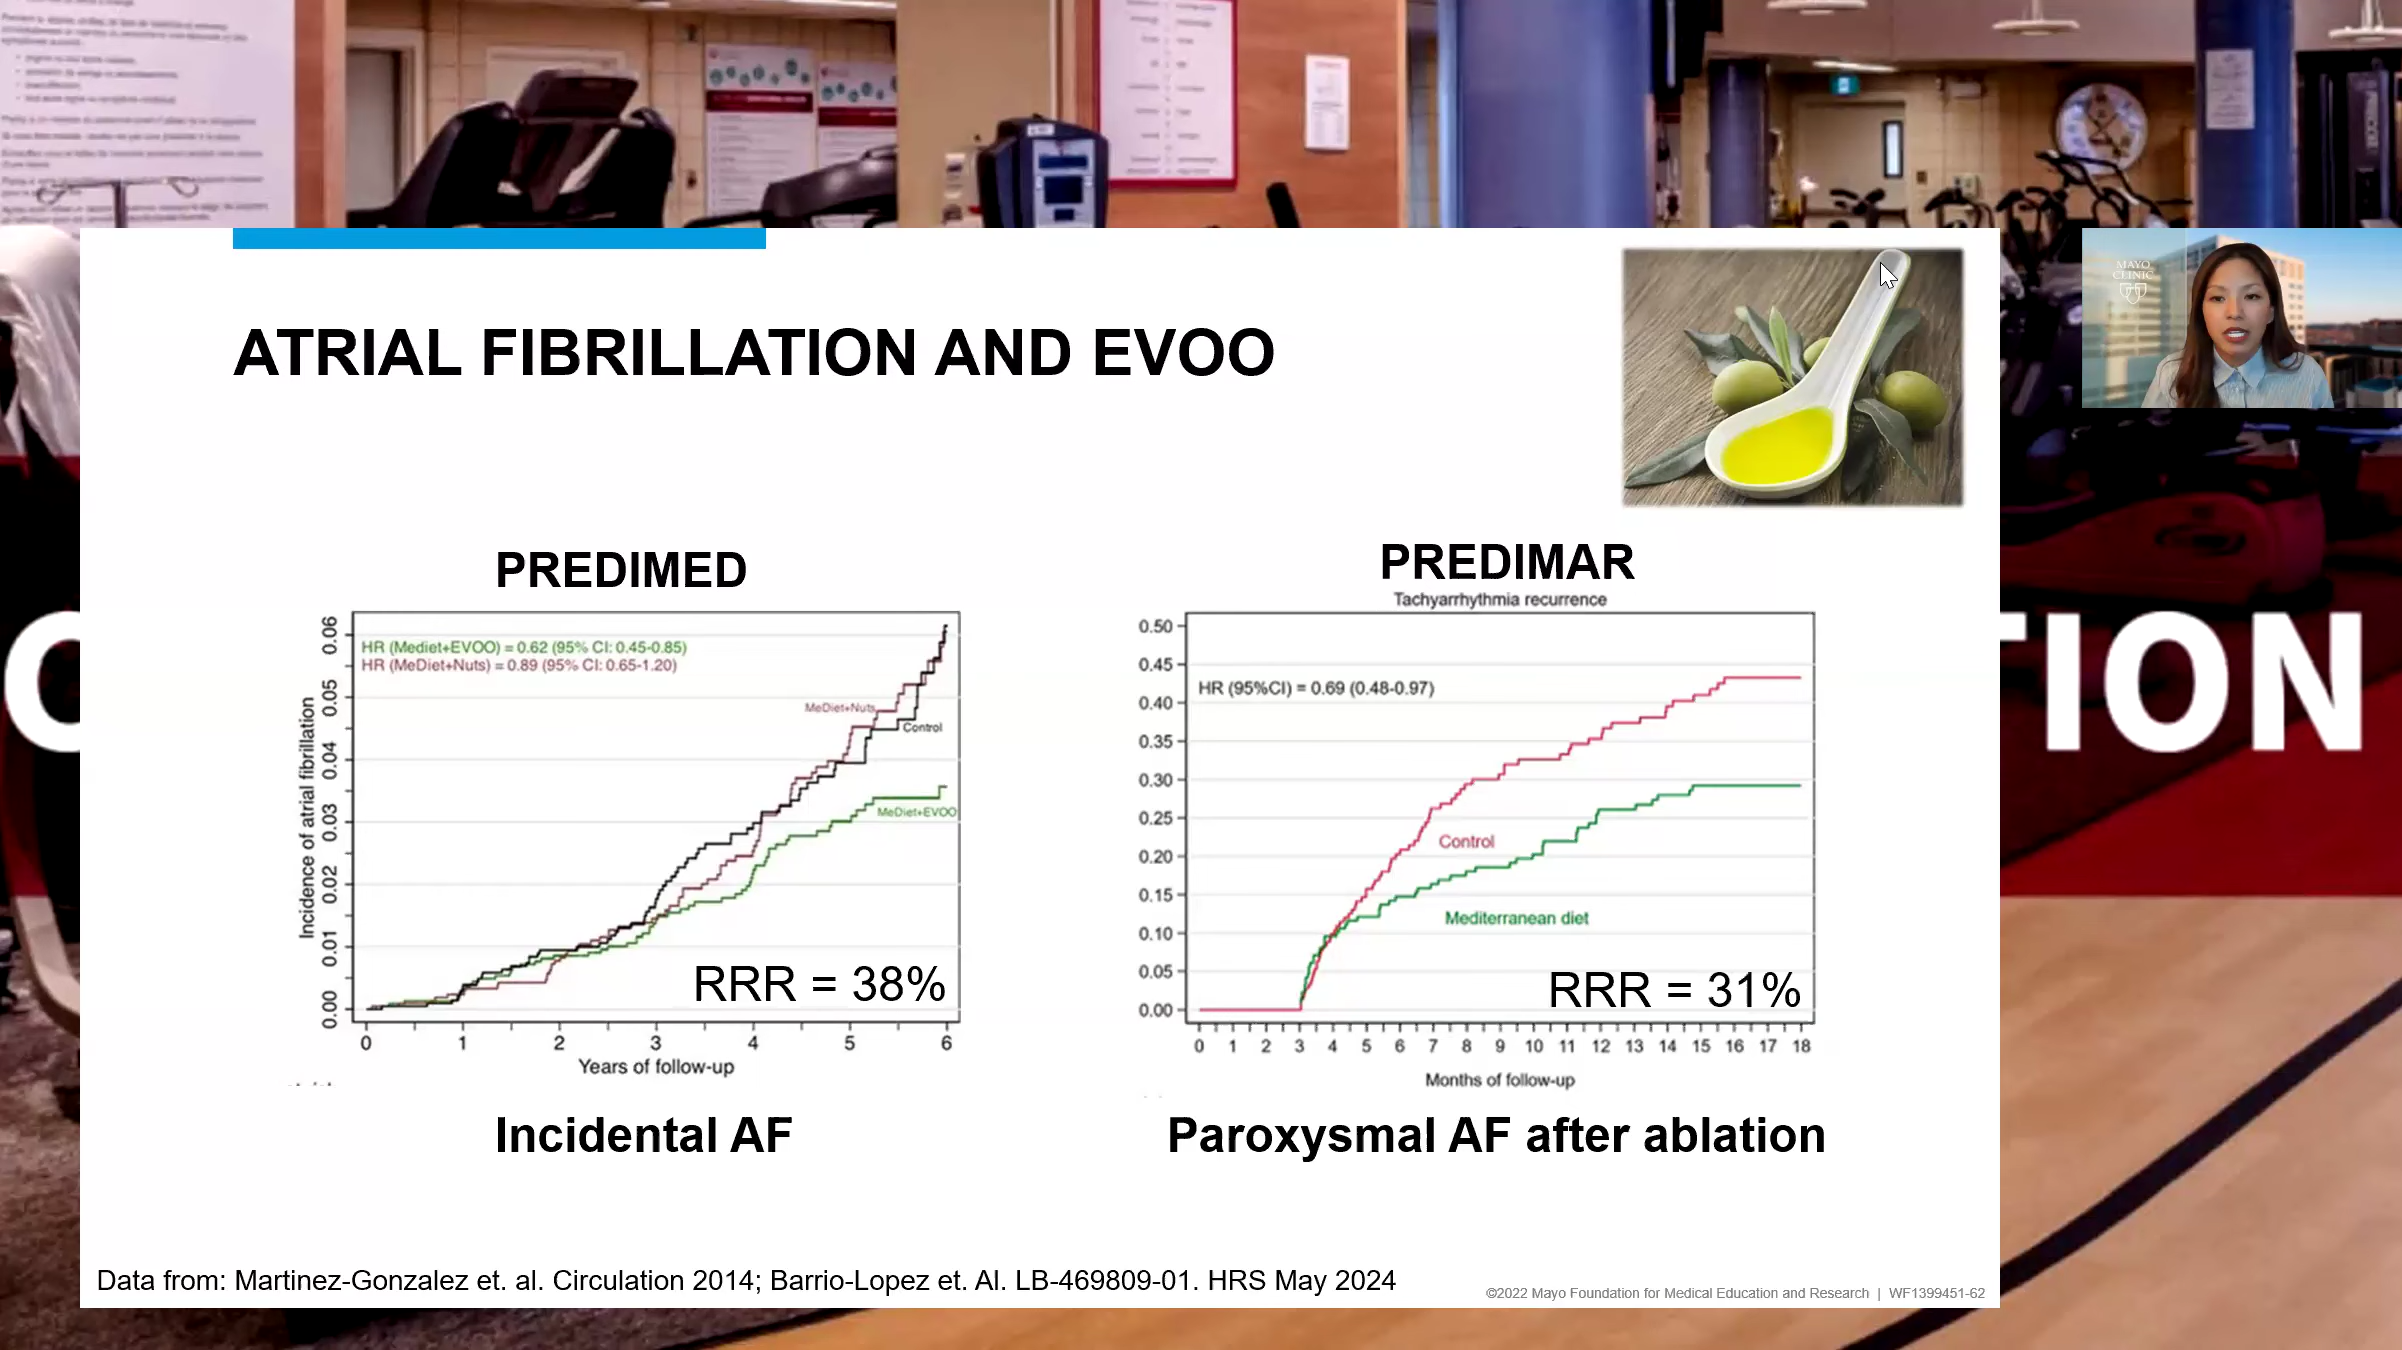 ATRIAL FIBRILLATION AND EVOO
MAYO
CLINIC
PREDIMED
HR (Mediet+EVOO) = 0.62 (95% CI: 0.45-0.85)
HR (MeDiet+Nuts) = 0.89 (95% CI: 0.65-1.20)
MeDiet+Nuts
Control
MeDiet+EVOO
RRR = 38%
Incidence of atrial fibrillation
0.06
0.05
0.04
0.03
0.02
0.01
0.00
0 1 2 3 4 5 6
Years of follow-up
Incidental AF
PREDIMAR
Tachyarrhythmia recurrence
0.50
0.45
HR (95%CI) = 0.69 (0.48-0.97)
0.40
0.35
0.30
0.25
Control
0.20
0.15
Mediterranean diet
0.10
0.05
RRR = 31%
0.00
0 1 2 3 4 5 6 7 8 9 10 11 12 13 14 15 16 17 18
Months of follow-up
Paroxysmal AF after ablation
TION
Data from: Martinez-Gonzalez et. al. Circulation 2014; Barrio-Lopez et. Al. LB-469809-01. HRS May 2024
©2022 Mayo Foundation for Medical Education and Research | WF1399451-62